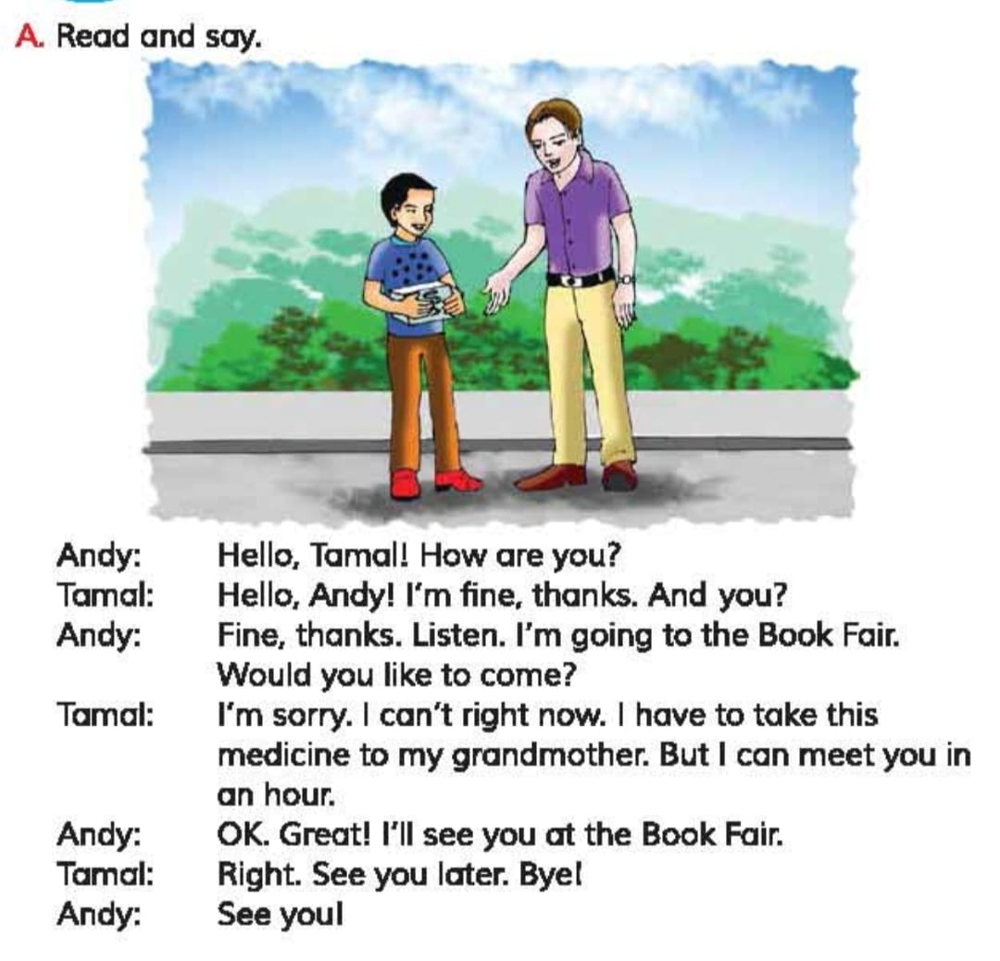 A. Read and say.
Andy: Hello, Tamal! How are you?
Tamal: Hello, Andy! I'm fine, thanks. And you?
Andy: Fine, thanks. Listen. I'm going to the Book Fair.
Would you like to come?
Tamal: I'm sorry. I can't right now. I have to take this
medicine to my grandmother. But I can meet you in
an hour.
Andy: OK. Great! I'll see you at the Book Fair.
Tamal: Right. See you later. Bye!
Andy: See you!